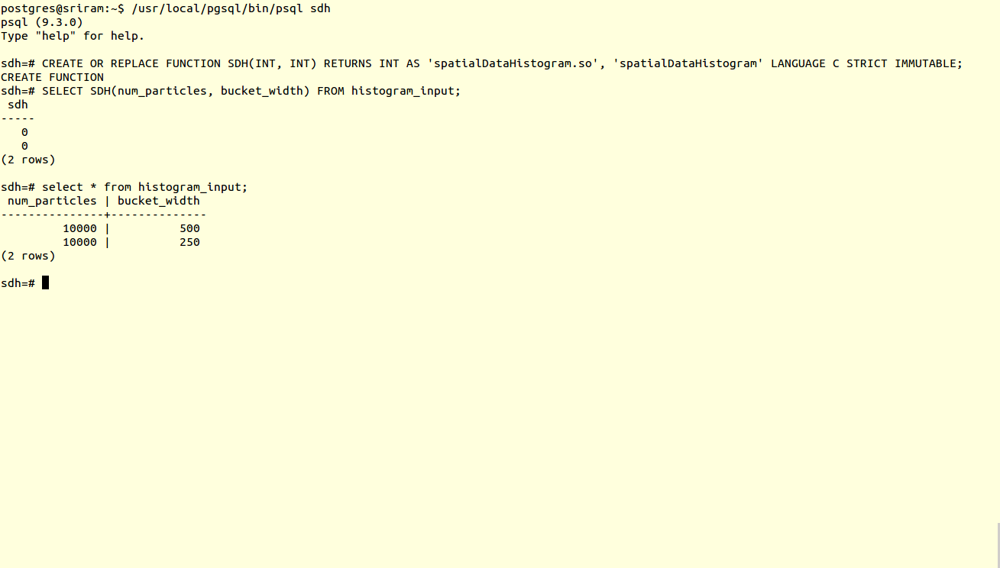 postgres@sriram:~$ /usr/local/pgsql/bin/psql sdh
psql (9.3.0)
Type "help" for help.
sdh=# CREATE OR REPLACE FUNCTION SDH(INT, INT) RETURNS INT AS 'spatialDataHistogram.so', 'spatialDataHistogram' LANGUAGE C STRICT IMMUTABLE;
CREATE FUNCTION
sdh=# SELECT SDH(num_particles, bucket_width) FROM histogram_input;
 sdh
-----
   0
   0
(2 rows)
sdh=# select * from histogram_input;
 num_particles | bucket_width
---------------+--------------
         10000 |          500
         10000 |          250
(2 rows)
sdh=#